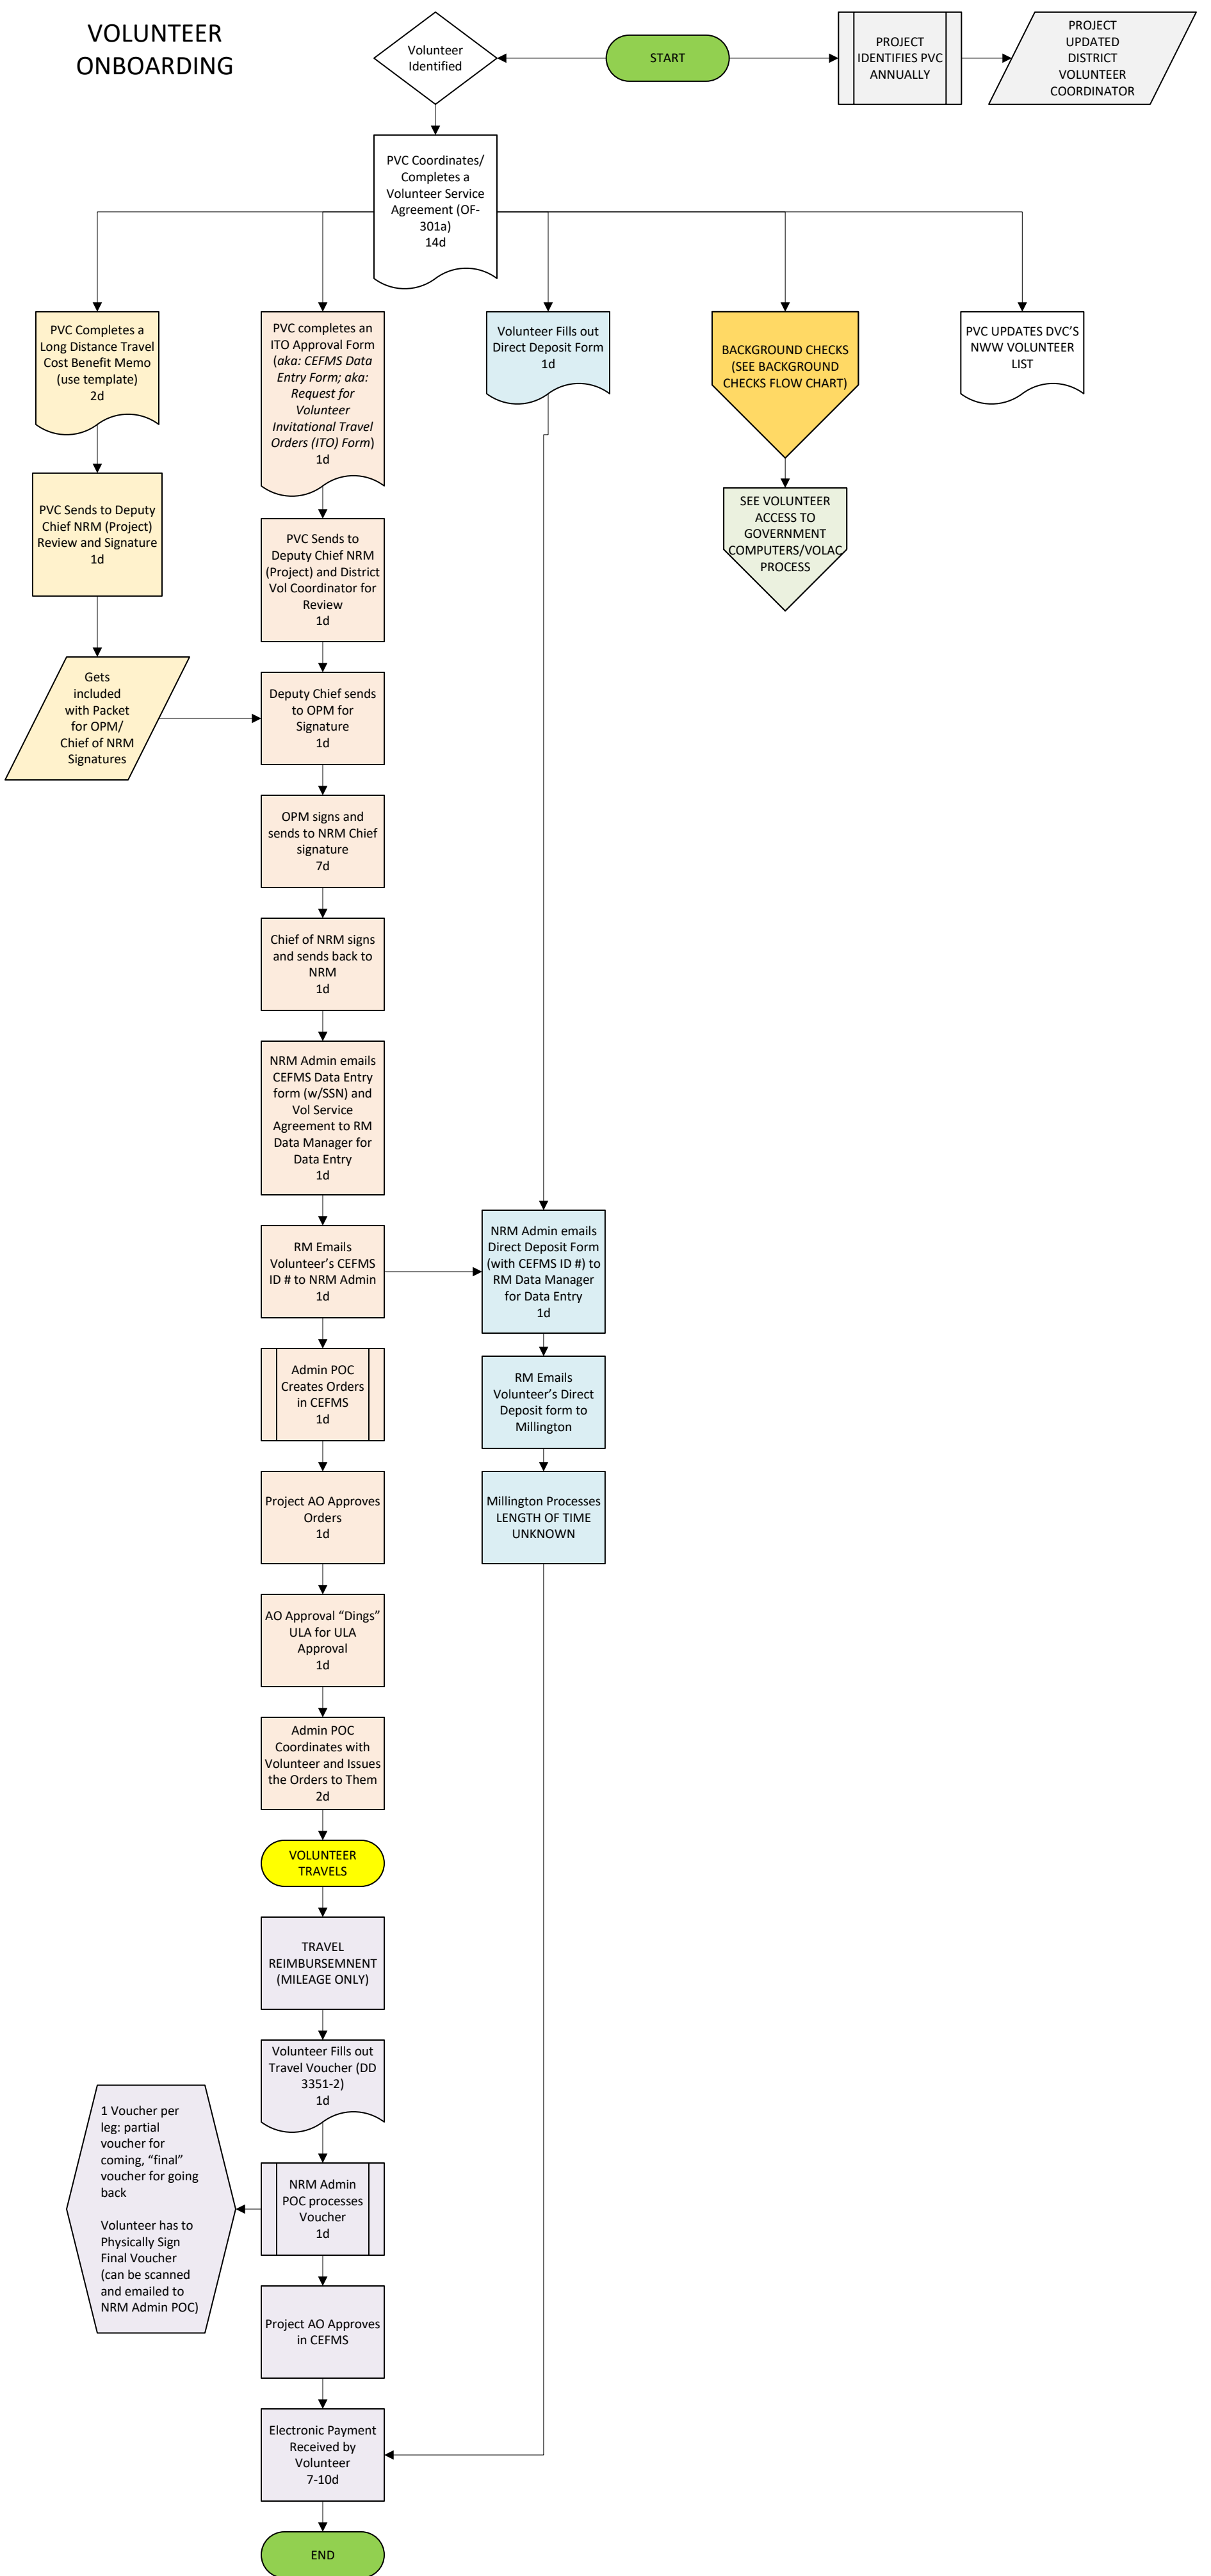 VOLUNTEER
ONBOARDING
Volunteer
Identified
START
PROJECT
IDENTIFIES PVC
ANNUALLY
PROJECT
UPDATED
DISTRICT
VOLUNTEER
COORDINATOR
PVC Coordinates/
Completes a
Volunteer Service
Agreement (OF-
301a)
14d
PVC Completes a
Long Distance Travel
Cost Benefit Memo
(use template)
2d
PVC completes an
ITO Approval Form
(aka: CEFMS Data
Entry Form; aka:
Request for
Volunteer
Invitational Travel
Orders (ITO) Form)
1d
Volunteer Fills out
Direct Deposit Form
1d
BACKGROUND CHECKS
(SEE BACKGROUND
CHECKS FLOW CHART)
PVC UPDATES DVC'S
NWW VOLUNTEER
LIST
PVC Sends to Deputy
Chief NRM (Project)
Review and Signature
1d
PVC Sends to
Deputy Chief NRM
(Project) and District
Vol Coordinator for
Review
1d
SEE VOLUNTEER
ACCESS TO
GOVERNMENT
COMPUTERS/VOLAC
PROCESS
Gets
included
with Packet
for OPM/
Chief of NRM
Signatures
Deputy Chief sends
to OPM for
Signature
1d
OPM signs and
sends to NRM Chief
signature
7d
Chief of NRM signs
and sends back to
NRM
1d
NRM Admin emails
CEFMS Data Entry
form (w/SSN) and
Vol Service
Agreement to RM
Data Manager for
Data Entry
1d
RM Emails
Volunteer's CEFMS
ID # to NRM Admin
1d
NRM Admin emails
Direct Deposit Form
(with CEFMS ID #) to
RM Data Manager
for Data Entry
1d
Admin POC
Creates Orders
in CEFMS
1d
RM Emails
Volunteer's Direct
Deposit form to
Millington
Project AO Approves
Orders
1d
Millington Processes
LENGTH OF TIME
UNKNOWN
AO Approval "Dings"
ULA for ULA
Approval
1d
Admin POC
Coordinates with
Volunteer and Issues
the Orders to Them
2d
VOLUNTEER
TRAVELS
TRAVEL
REIMBURSEMNENT
(MILEAGE ONLY)
Volunteer Fills out
Travel Voucher (DD
3351-2)
1d
1 Voucher per
leg: partial
voucher for
coming, "final"
voucher for going
back
Volunteer has to
Physically Sign
Final Voucher
(can be scanned
and emailed to
NRM Admin POC)
NRM Admin
POC processes
Voucher
1d
Project AO Approves
in CEFMS
Electronic Payment
Received by
Volunteer
7-10d
END